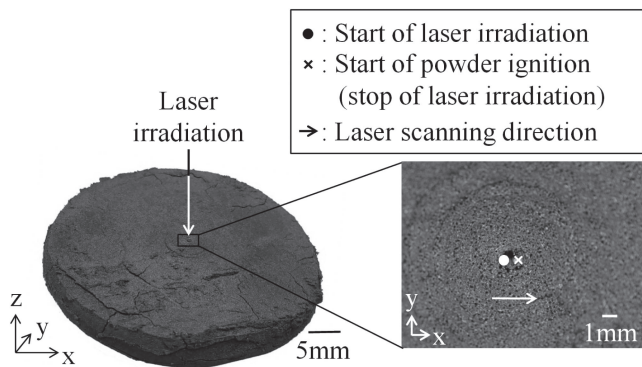 ● : Start of laser irradiation
× : Start of powder ignition
(stop of laser irradiation)
→ : Laser scanning direction
Laser
irradiation
z
y
x
5mm
y
x
1mm